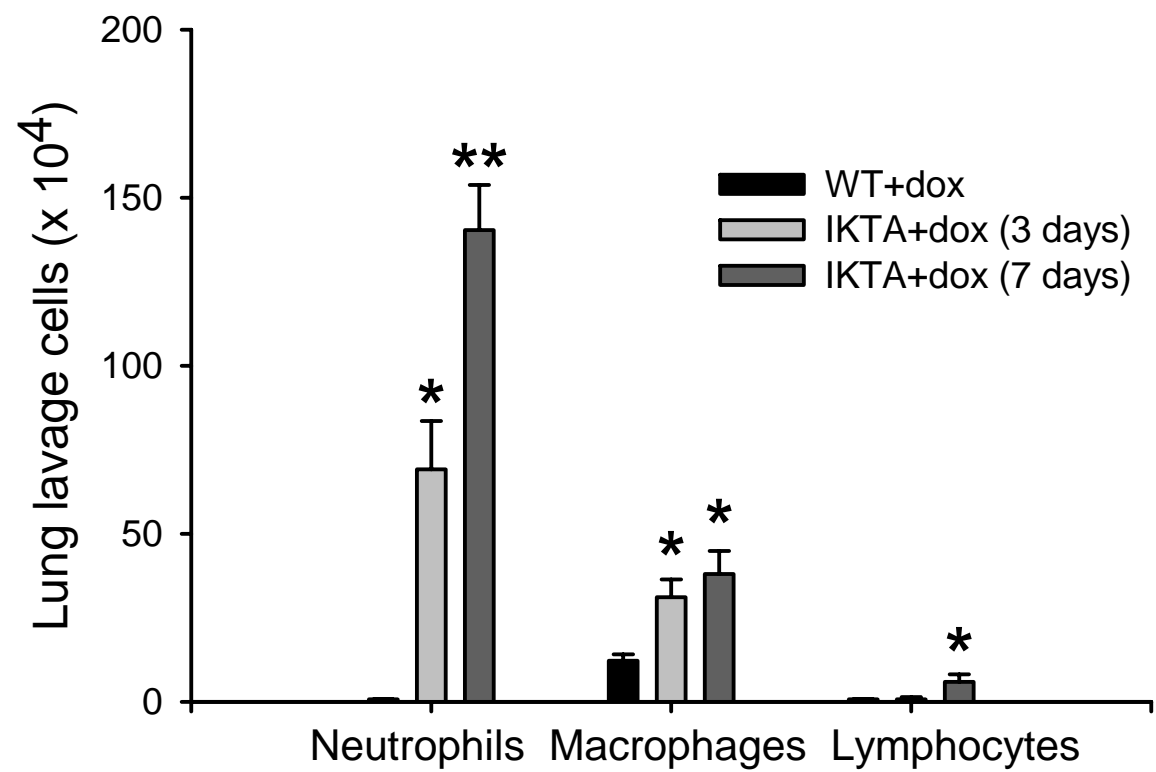 Lung lavage cells (x 10⁴)
200
150
100
50
0
**
*
*
*
*
WT+dox
IKTA+dox (3 days)
IKTA+dox (7 days)
Neutrophils Macrophages Lymphocytes